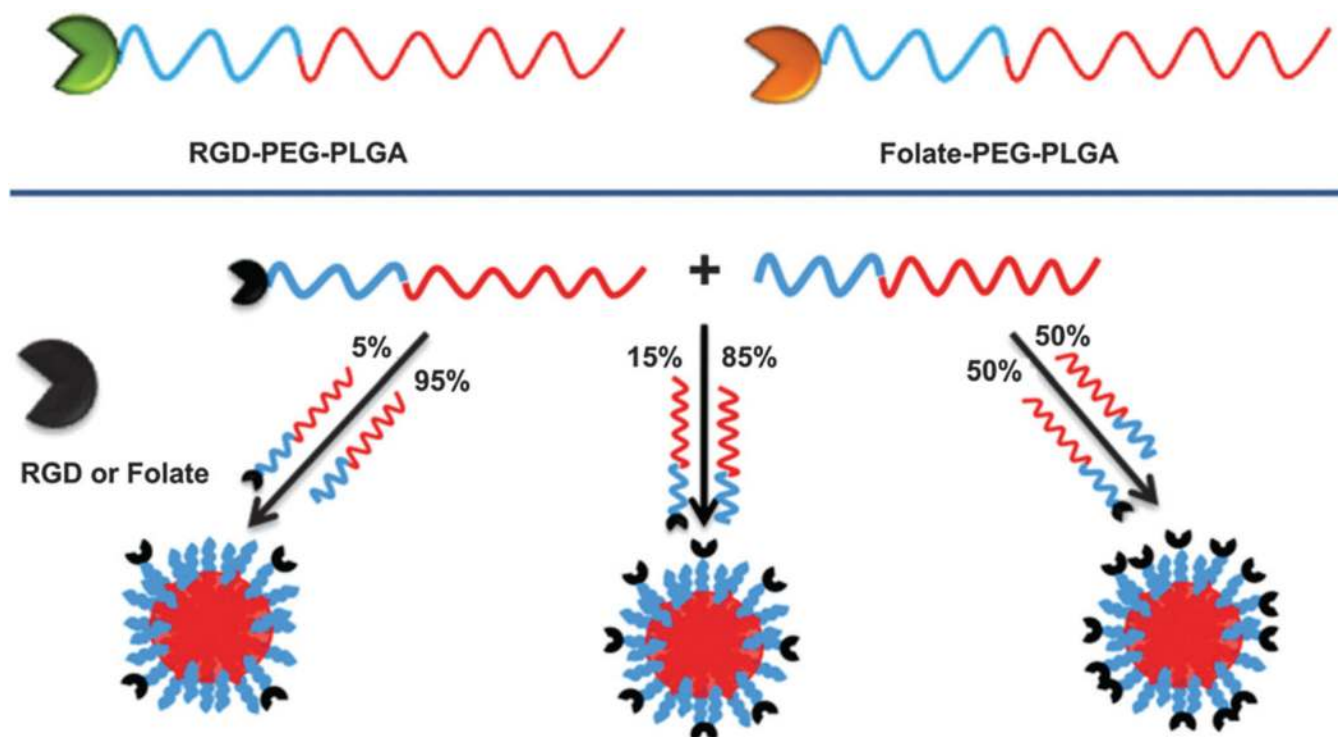 RGD-PEG-PLGA
Folate-PEG-PLGA
+
5%
95%
15%
85%
50%
50%
RGD or Folate